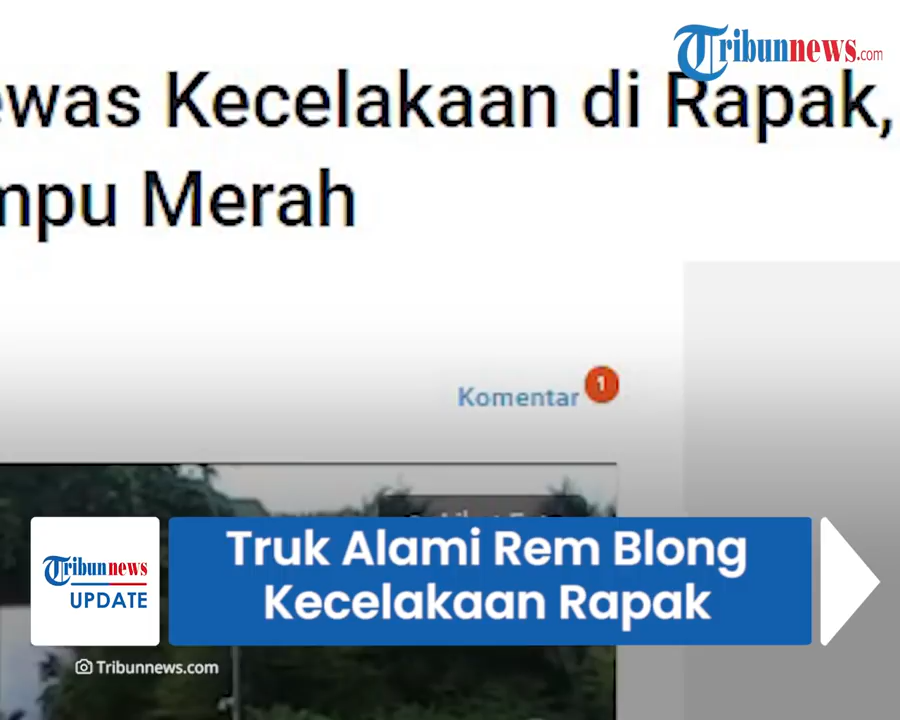 Tribunnews.com
ewas Kecelakaan di Rapak,
mpu Merah
Komentar 1
Tribunnews
UPDATE
Truk Alami Rem Blong
Kecelakaan Rapak
Tribunnews.com